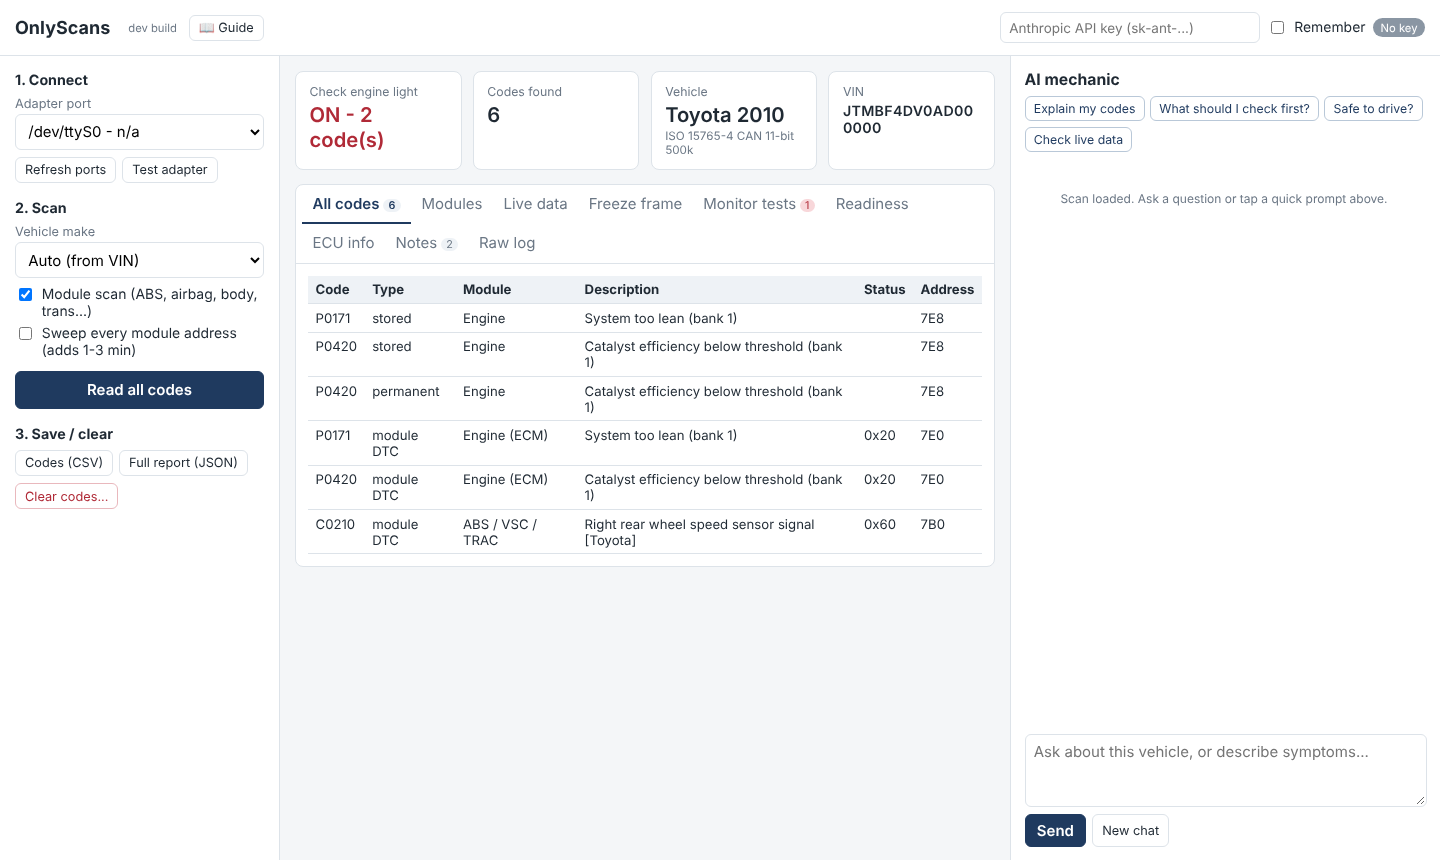 OnlyScans dev build 📖 Guide
Anthropic API key (sk-ant-...) Remember No key
1. Connect
Adapter port
/dev/ttyS0 - n/a
Refresh ports Test adapter
2. Scan
Vehicle make
Auto (from VIN)
Module scan (ABS, airbag, body,
trans...)
Sweep every module address
(adds 1-3 min)
Read all codes
3. Save / clear
Codes (CSV) Full report (JSON)
Clear codes...
Check engine light
ON - 2
code(s)
Codes found
6
Vehicle
Toyota 2010
ISO 15765-4 CAN 11-bit
500k
VIN
JTMBF4DV0AD00
0000
All codes 6 Modules Live data Freeze frame Monitor tests 1 Readiness
ECU info Notes 2 Raw log
Code Type Module Description Status Address
P0171 stored Engine System too lean (bank 1) 7E8
P0420 stored Engine Catalyst efficiency below threshold (bank
1) 7E8
P0420 permanent Engine Catalyst efficiency below threshold (bank
1) 7E8
P0171 module
DTC Engine (ECM) System too lean (bank 1) 0x20 7E0
P0420 module
DTC Engine (ECM) Catalyst efficiency below threshold (bank
1) 0x20 7E0
C0210 module
DTC ABS / VSC /
TRAC Right rear wheel speed sensor signal
[Toyota] 0x60 7B0
AI mechanic
Explain my codes What should I check first? Safe to drive?
Check live data
Scan loaded. Ask a question or tap a quick prompt above.
Ask about this vehicle, or describe symptoms...
Send New chat